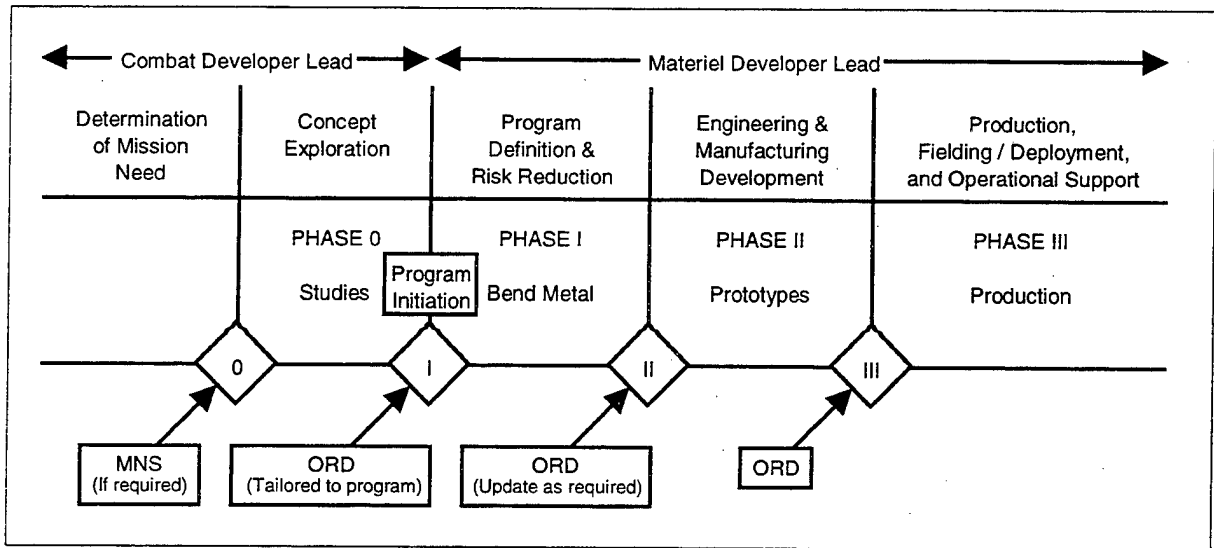 Combat Developer Lead
Materiel Developer Lead
Determination
of Mission
Need
Concept
Exploration
Program
Definition &
Risk Reduction
Engineering &
Manufacturing
Development
Production,
Fielding / Deployment,
and Operational Support
PHASE 0
PHASE I
PHASE II
PHASE III
Studies
Program
Initiation
Bend Metal
Prototypes
Production
0
I
II
III
MNS
(If required)
ORD
(Tailored to program)
ORD
(Update as required)
ORD